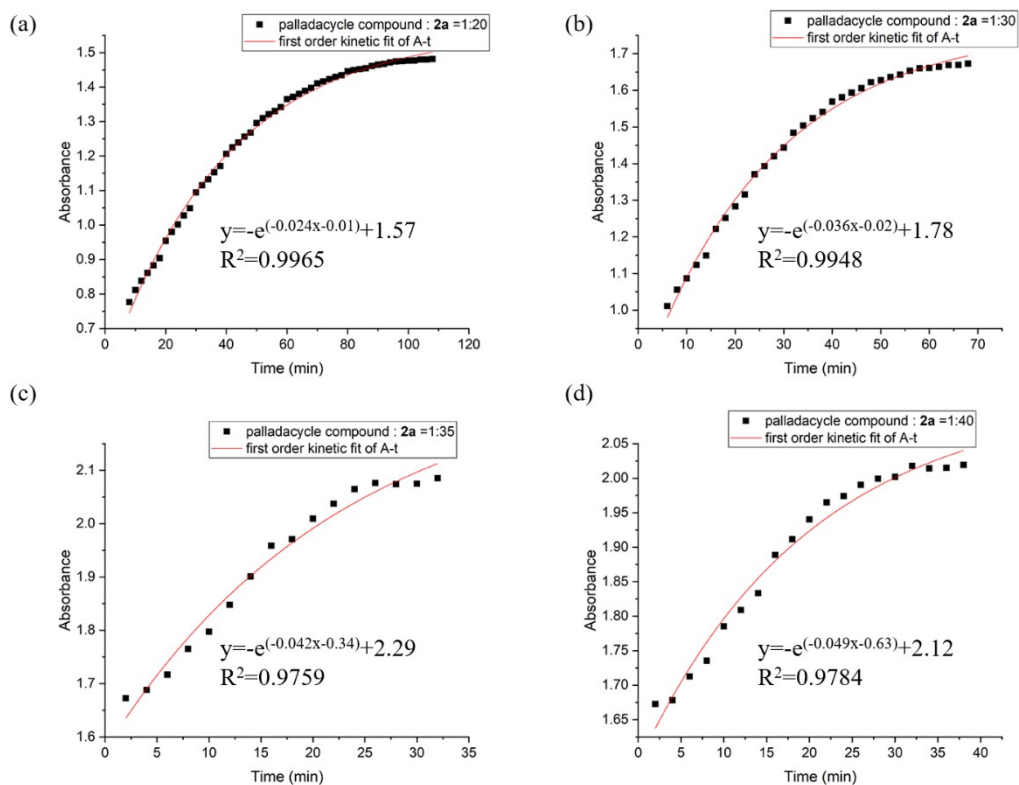 (a)
palladacycle compound : 2a =1:20
first order kinetic fit of A-t
1.5
1.4
1.3
1.2
1.1
1.0
0.9
0.8
0.7
Absorbance
y=-e^(-0.024x-0.01)+1.57
R²=0.9965
0 20 40 60 80 100 120
Time (min)
(b)
palladacycle compound : 2a =1:30
first order kinetic fit of A-t
1.7
1.6
1.5
1.4
1.3
1.2
1.1
1.0
Absorbance
y=-e^(-0.036x-0.02)+1.78
R²=0.9948
0 10 20 30 40 50 60 70
Time (min)
(c)
palladacycle compound : 2a =1:35
first order kinetic fit of A-t
2.1
2.0
1.9
1.8
1.7
1.6
Absorbance
y=-e^(-0.042x-0.34)+2.29
R²=0.9759
0 5 10 15 20 25 30 35
Time (min)
(d)
palladacycle compound : 2a =1:40
first order kinetic fit of A-t
2.05
2.00
1.95
1.90
1.85
1.80
1.75
1.70
1.65
Absorbance
y=-e^(-0.049x-0.63)+2.12
R²=0.9784
0 5 10 15 20 25 30 35 40
Time (min)